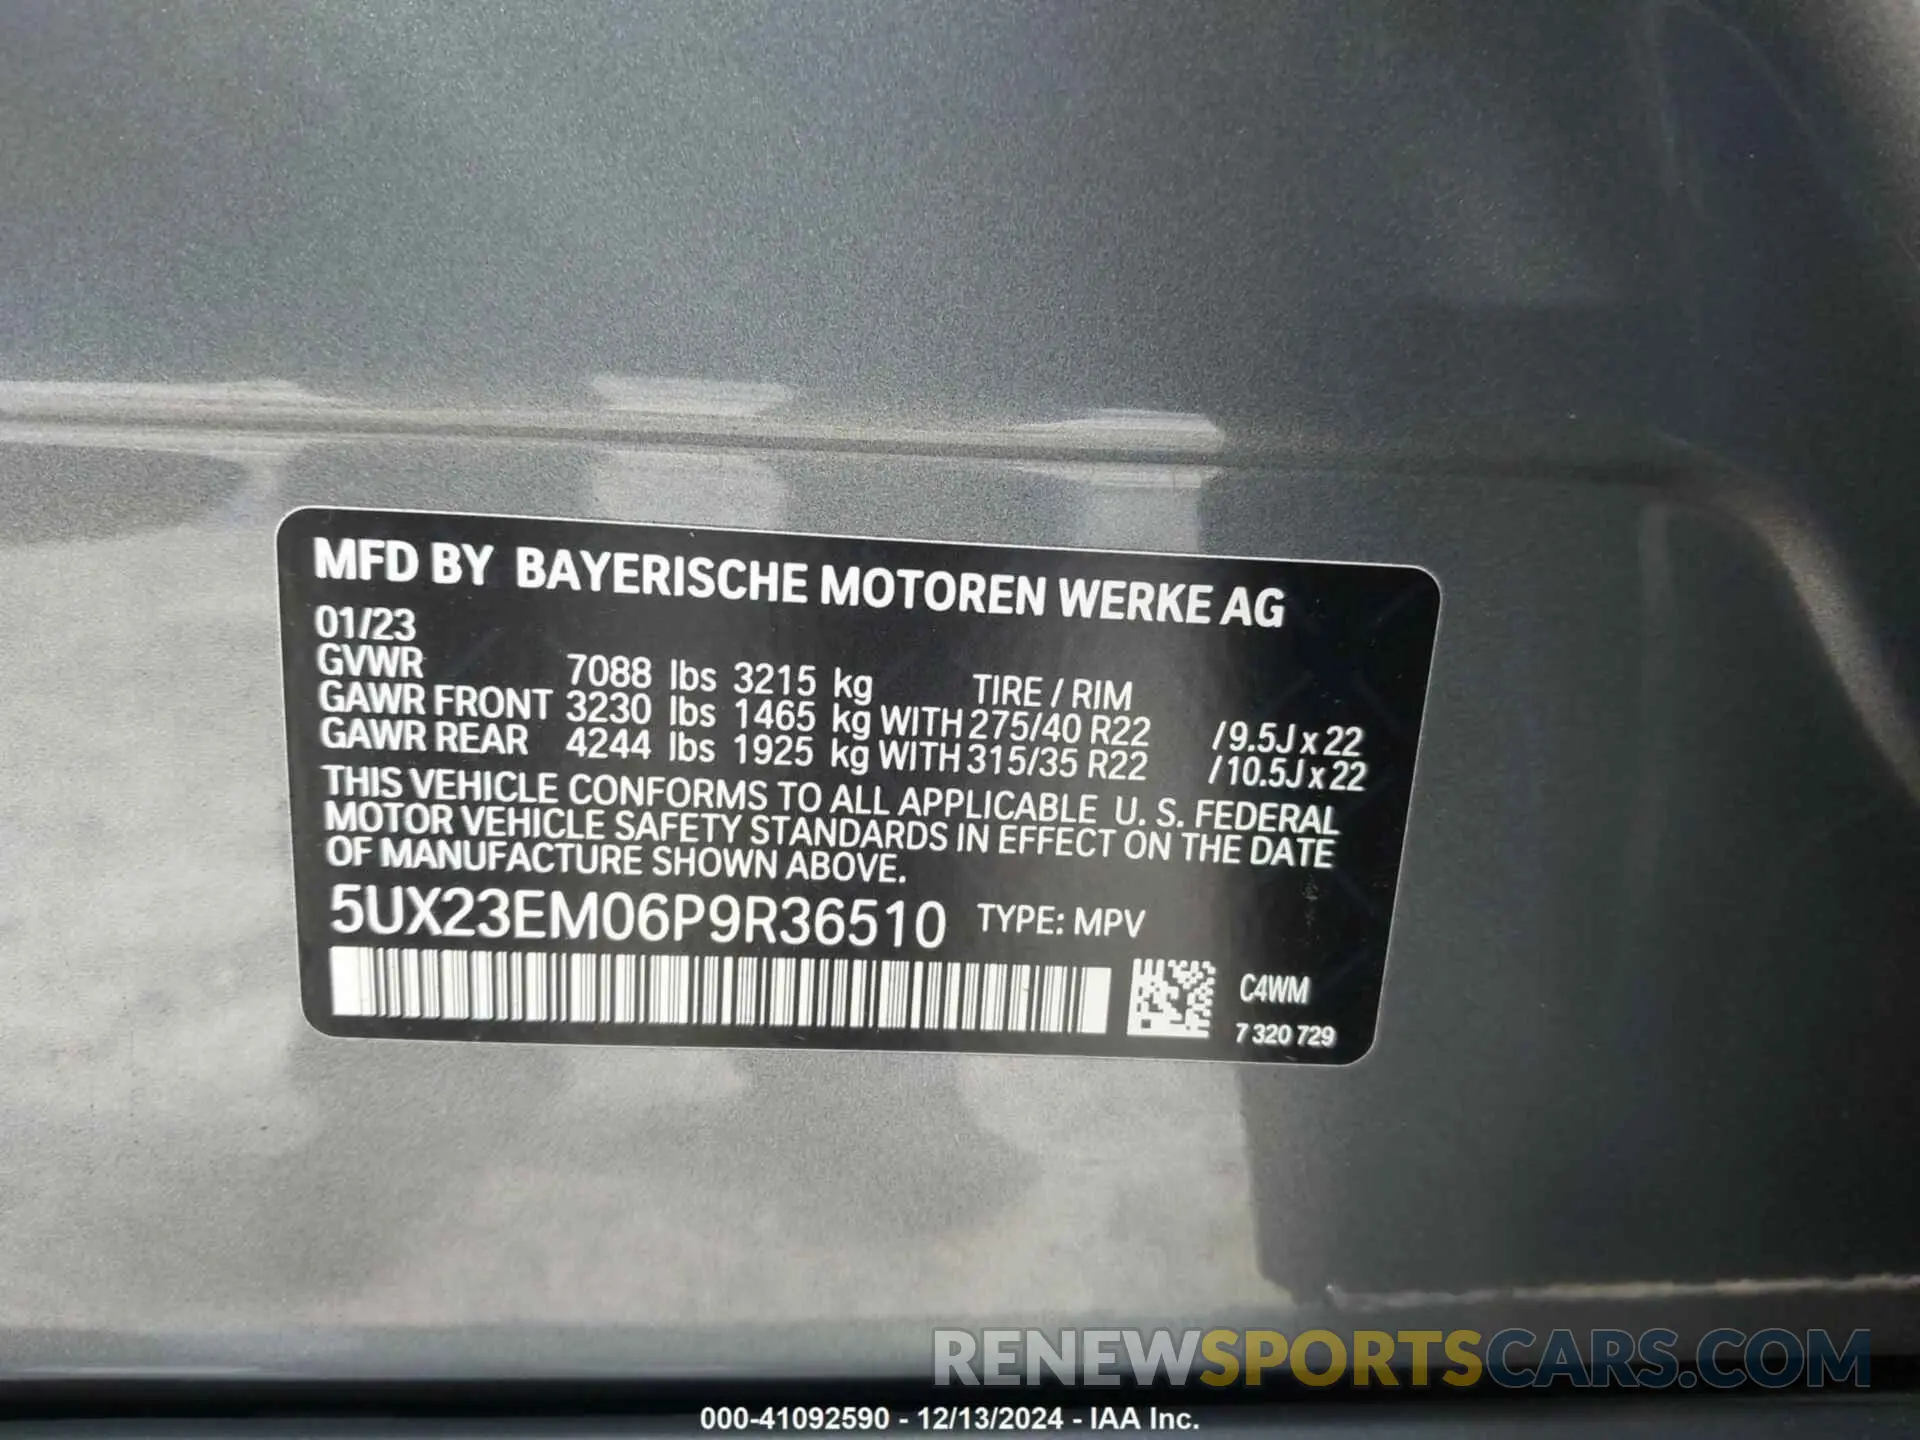 MFD BY BAYERISCHE MOTOREN WERKE AG
01/23
GVWR 7088 lbs 3215 kg TIRE / RIM
GAWR FRONT 3230 lbs 1465 kg WITH 275/40 R22 / 9.5J x 22
GAWR REAR 4244 lbs 1925 kg WITH 315/35 R22 / 10.5J x 22
THIS VEHICLE CONFORMS TO ALL APPLICABLE U. S. FEDERAL
MOTOR VEHICLE SAFETY STANDARDS IN EFFECT ON THE DATE
OF MANUFACTURE SHOWN ABOVE.
5UX23EM06P9R36510 TYPE: MPV
C4WM
7 320 729
RENEWSPORTSCARS.COM
000-41092590 - 12/13/2024 - IAA Inc.